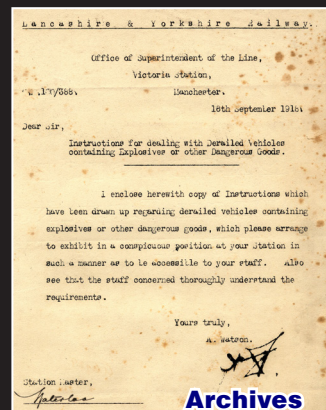 Lancashire & Yorkshire Railway.
Office of Superintendent of the Line,
Victoria Station,
Manchester.
18th September 1918.
Dear Sir,
Instructions for dealing with Derailed Vehicles
containing Explosives or other Dangerous Goods.
I enclose herewith copy of Instructions which
have been drawn up regarding derailed vehicles containing
explosives or other dangerous goods, which please arrange
to exhibit in a conspicuous position at your Station in
such a manner as to be accessible to your staff. Also
see that the staff concerned thoroughly understand the
requirements.
Yours truly,
A. Watson.
Station Master,
Archives